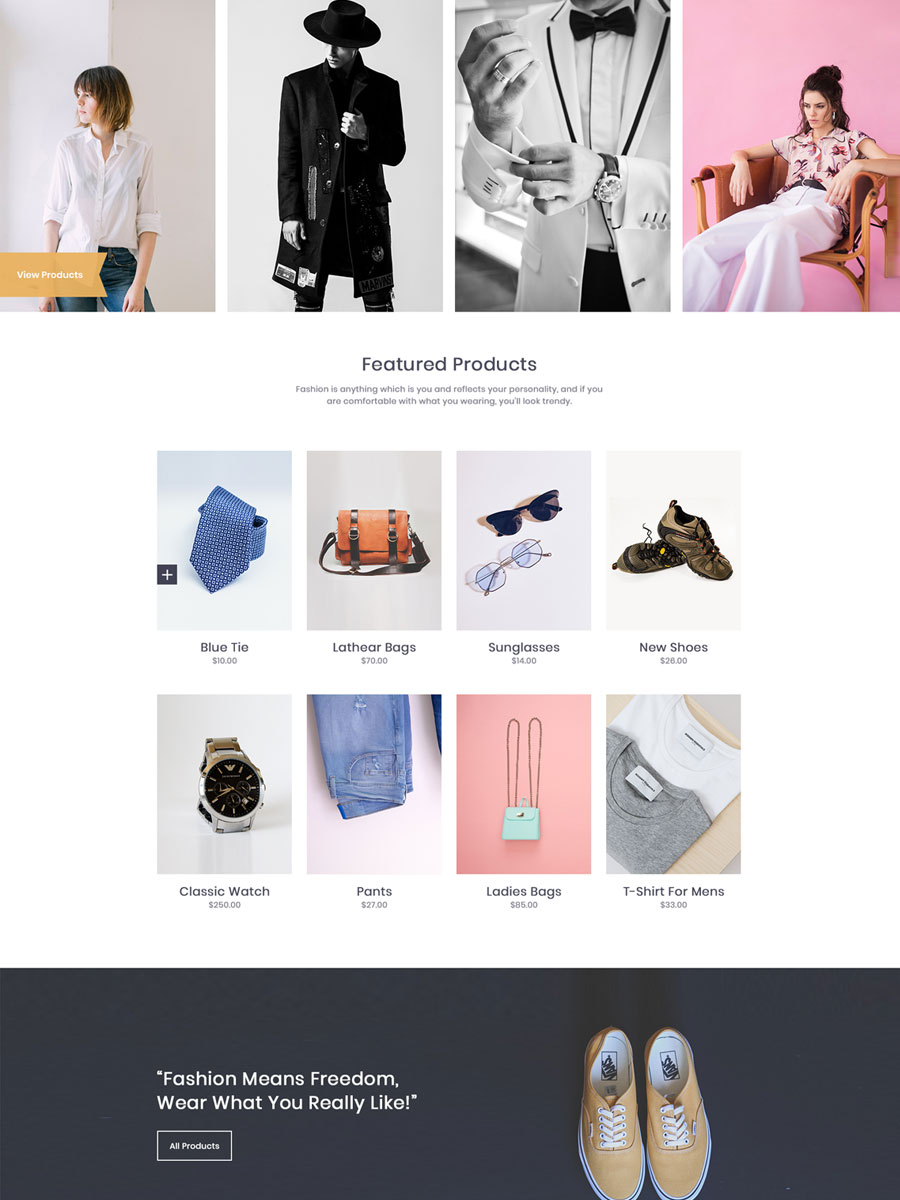 MARVINS
View Products
Featured Products
Fashion is anything which is you and reflects your personality, and if you
are comfortable with what you wearing, you'll look trendy.
Blue Tie
$10.00
Lathear Bags
$70.00
Sunglasses
$14.00
New Shoes
$26.00
Classic Watch
$250.00
Pants
$27.00
Ladies Bags
$85.00
T-Shirt For Mens
$33.00
“Fashion Means Freedom,
Wear What You Really Like!”
All Products
VANS
VANS